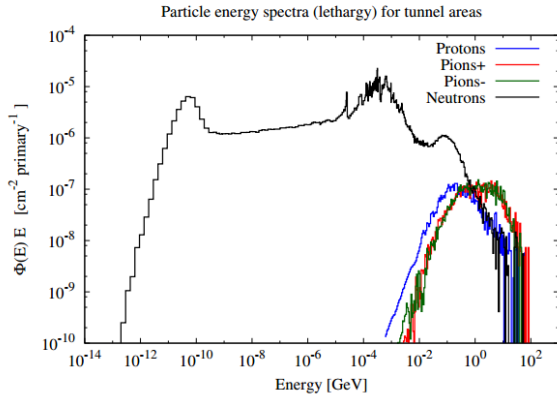 Particle energy spectra (lethargy) for tunnel areas
Protons
Pions+
Pions-
Neutrons
Φ(E) E [cm⁻² primary⁻¹]
10⁻⁴
10⁻⁵
10⁻⁶
10⁻⁷
10⁻⁸
10⁻⁹
10⁻¹⁰
10⁻¹⁴ 10⁻¹² 10⁻¹⁰ 10⁻⁸ 10⁻⁶ 10⁻⁴ 10⁻² 10⁰ 10²
Energy [GeV]